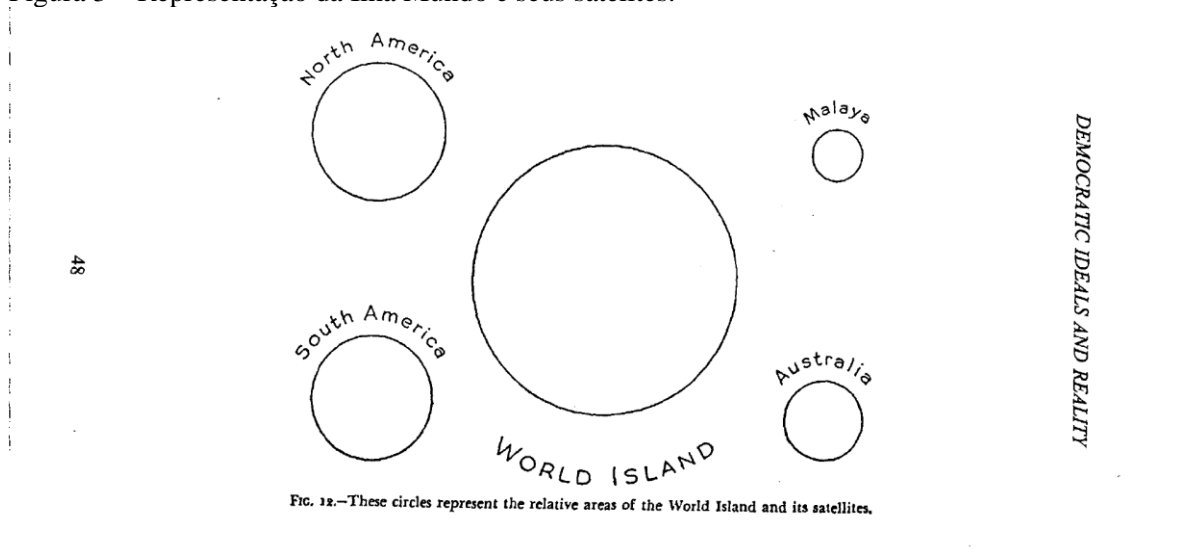 Figura 3 – Representação da Ilha Mundo e seus satélites.
North America
Malaya
DEMOCRATIC IDEALS AND REALITY
48
South America
Australia
WORLD ISLAND
FIG. 12.—These circles represent the relative areas of the World Island and its satellites.